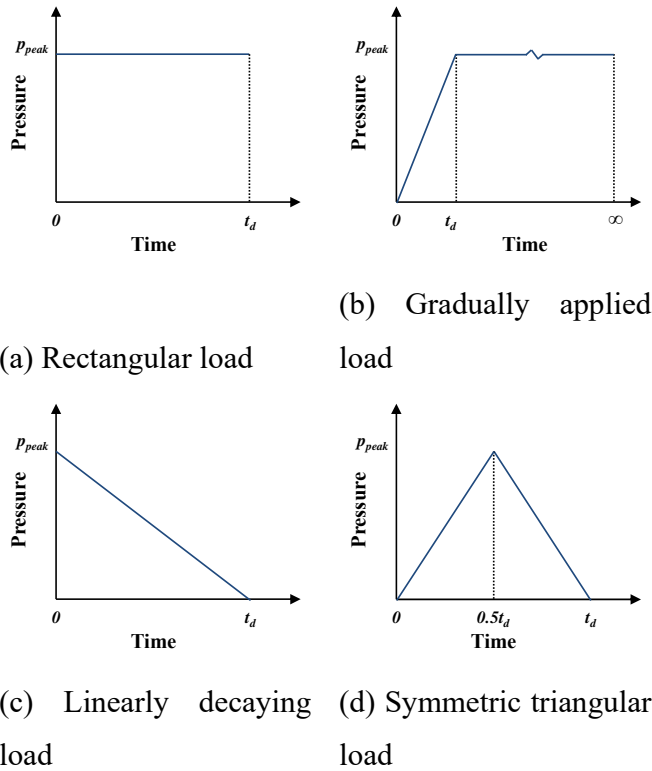 p_peak
Pressure
0
t_d
Time
(a) Rectangular load
p_peak
Pressure
0
t_d
∞
Time
(b) Gradually applied
load
p_peak
Pressure
0
t_d
Time
(c) Linearly decaying
load
p_peak
Pressure
0
0.5t_d
t_d
Time
(d) Symmetric triangular
load